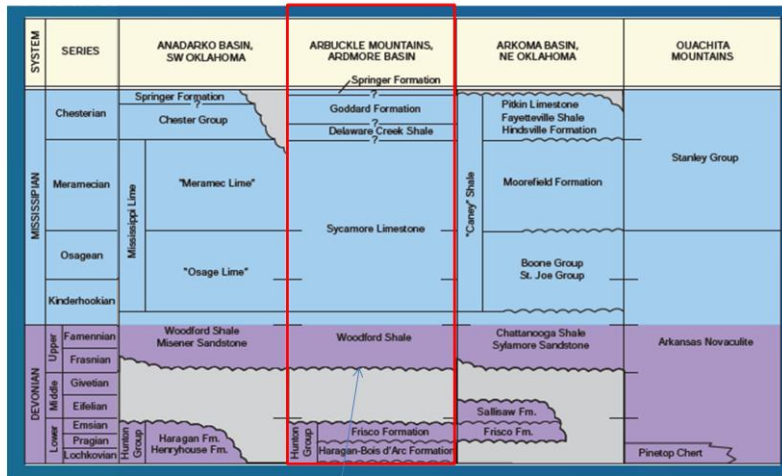 SYSTEM
SERIES
ANADARKO BASIN,
SW OKLAHOMA
ARBUCKLE MOUNTAINS,
ARDMORE BASIN
ARKOMA BASIN,
NE OKLAHOMA
OUACHITA
MOUNTAINS
MISSISSIPIAN
Chesterian
Springer Formation
?
Chester Group
Springer Formation
?
Goddard Formation
?
Delaware Creek Shale
?
Pitkin Limestone
Fayetteville Shale
Hindsville Formation
Stanley Group
Meramecian
Mississippi Lime
"Meramec Lime"
Sycamore Limestone
"Caney" Shale
Moorefield Formation
Osagean
"Osage Lime"
Boone Group
St. Joe Group
Kinderhookian
DEVONIAN
Upper
Famennian
Frasnian
Woodford Shale
Misener Sandstone
Woodford Shale
Chattanooga Shale
Sylamore Sandstone
Arkansas Novaculite
Middle
Givetian
Eifelian
Sallisaw Fm.
Lower
Emsian
Pragian
Lochkovian
Hunton
Group
Haragan Fm.
Henryhouse Fm.
Hunton
Group
Frisco Formation
Haragan-Bois d'Arc Formation
Frisco Fm.
Pinetop Chert